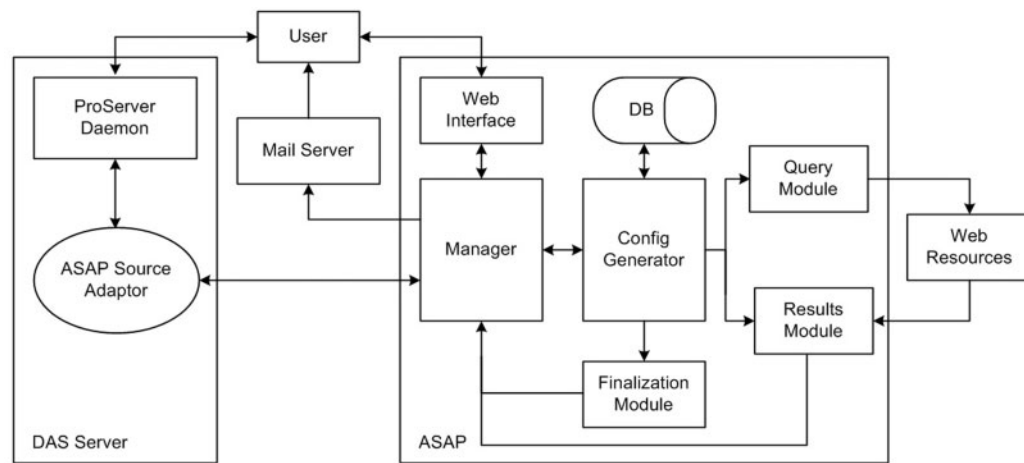 User
ProServer
Daemon
Web
Interface
DB
Mail Server
Query
Module
Manager
Config
Generator
Web
Resources
ASAP Source
Adaptor
Results
Module
Finalization
Module
DAS Server
ASAP